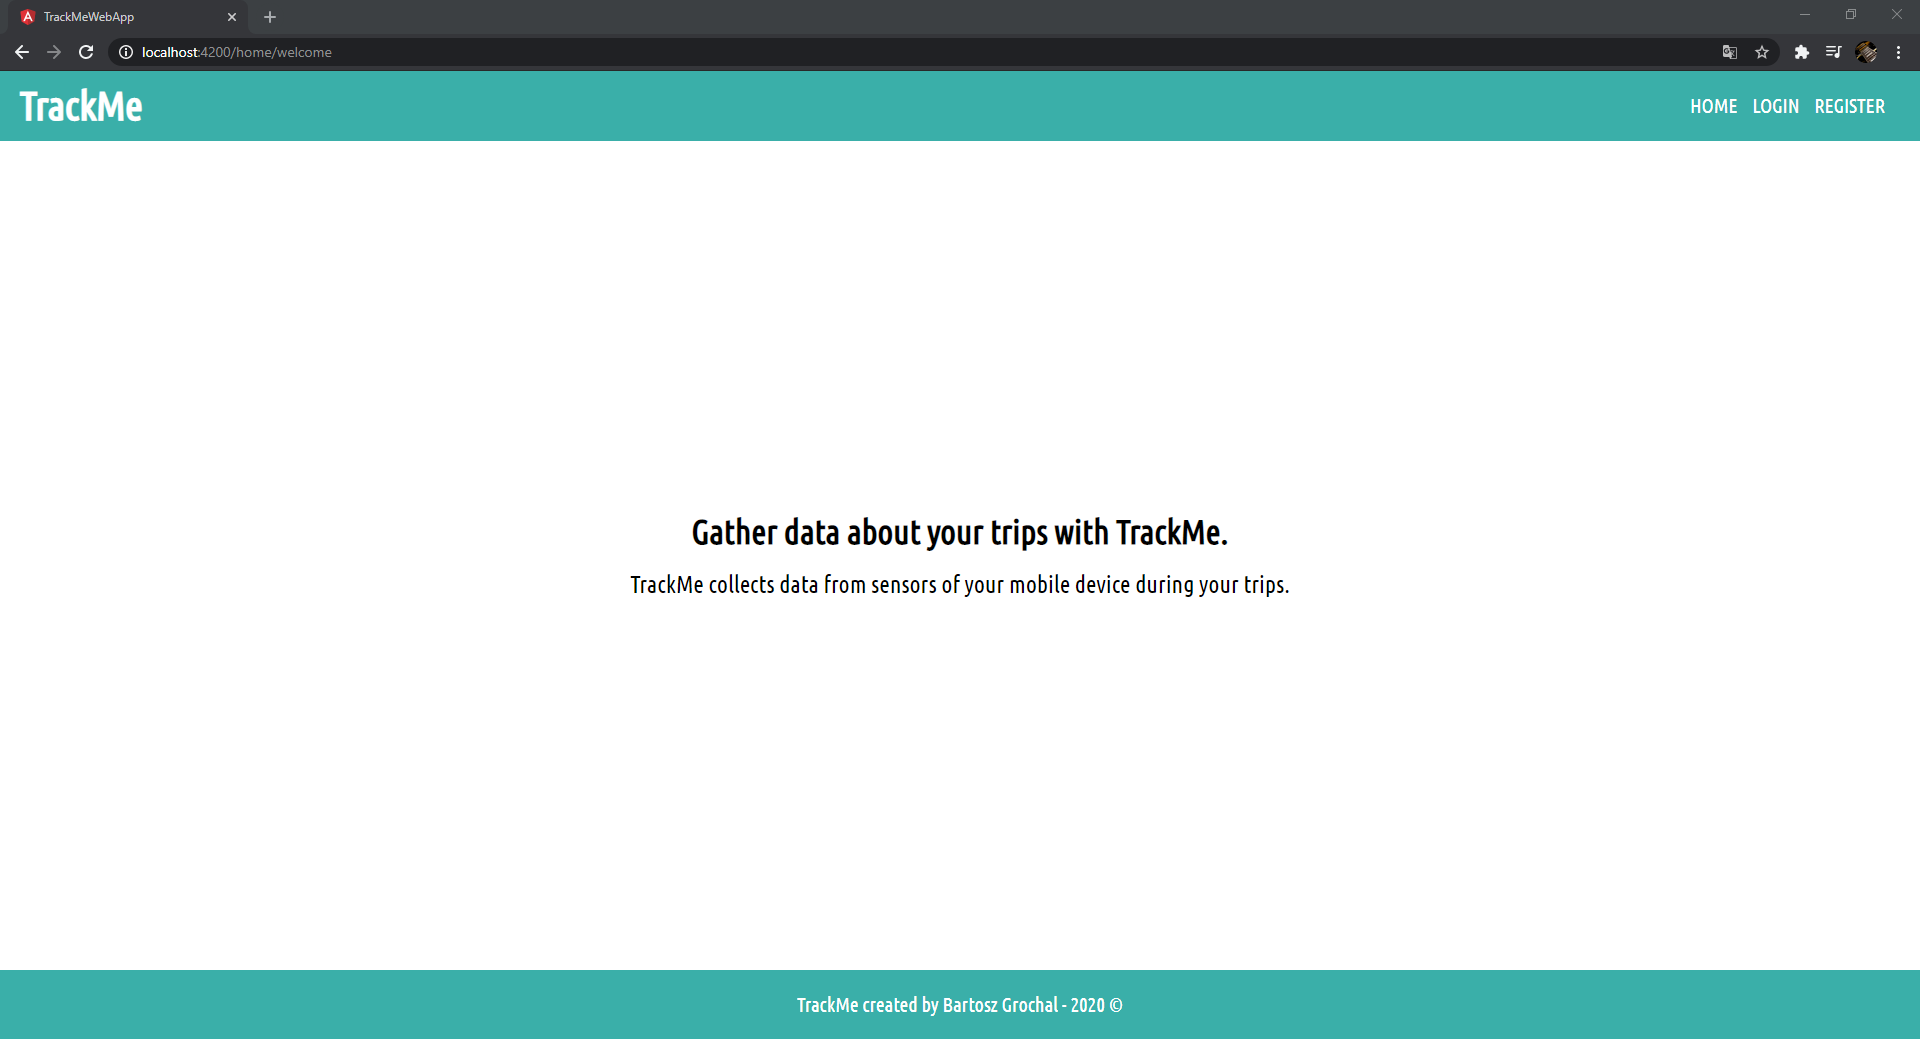 TrackMeWebApp
localhost:4200/home/welcome
TrackMe
HOME LOGIN REGISTER
Gather data about your trips with TrackMe.
TrackMe collects data from sensors of your mobile device during your trips.
TrackMe created by Bartosz Grochal - 2020 ©